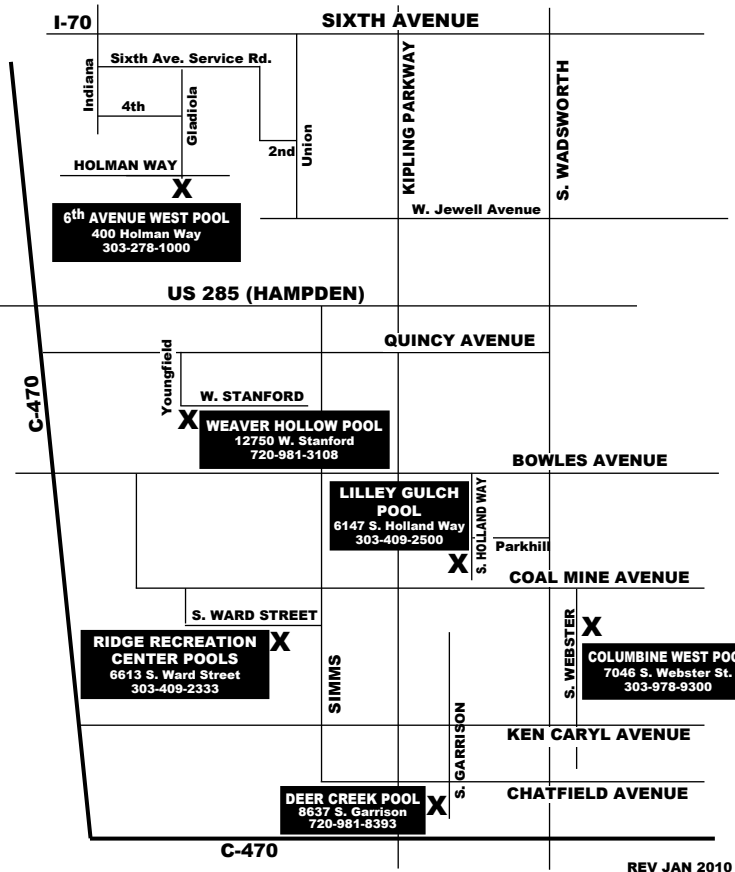 I-70
SIXTH AVENUE
Sixth Ave. Service Rd.
Indiana
4th
Gladiola
2nd
Union
KIPLING PARKWAY
S. WADSWORTH
HOLMAN WAY
X
6th AVENUE WEST POOL
400 Holman Way
303-278-1000
W. Jewell Avenue
US 285 (HAMPDEN)
QUINCY AVENUE
C-470
Youngfield
W. STANFORD
X
WEAVER HOLLOW POOL
12750 W. Stanford
720-981-3108
BOWLES AVENUE
LILLEY GULCH
POOL
6147 S. Holland Way
303-409-2500
X
S. HOLLAND WAY
Parkhill
COAL MINE AVENUE
S. WARD STREET
X
RIDGE RECREATION
CENTER POOLS
6613 S. Ward Street
303-409-2333
SIMMS
S. WEBSTER
X
COLUMBINE WEST POO
7046 S. Webster St.
303-978-9300
S. GARRISON
KEN CARYL AVENUE
DEER CREEK POOL
8637 S. Garrison
720-981-8393
X
CHATFIELD AVENUE
C-470
REV JAN 2010